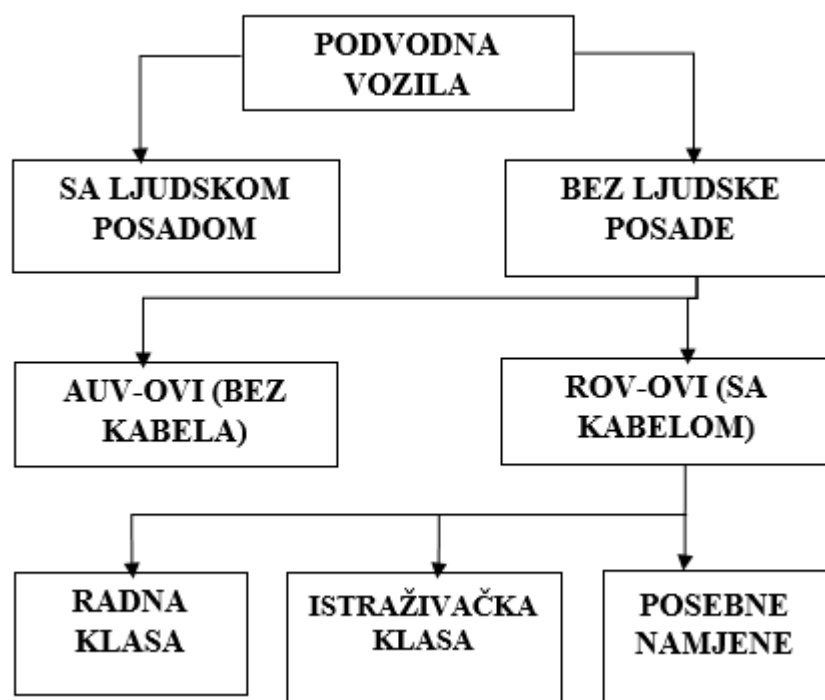 PODVODNA
VOZILA
SA LJUDSKOM
POSADOM
BEZ LJUDSKE
POSADE
AUV-OVI (BEZ
KABELA)
ROV-OVI (SA
KABELOM)
RADNA
KLASA
ISTRAŽIVAČKA
KLASA
POSEBNE
NAMJENE